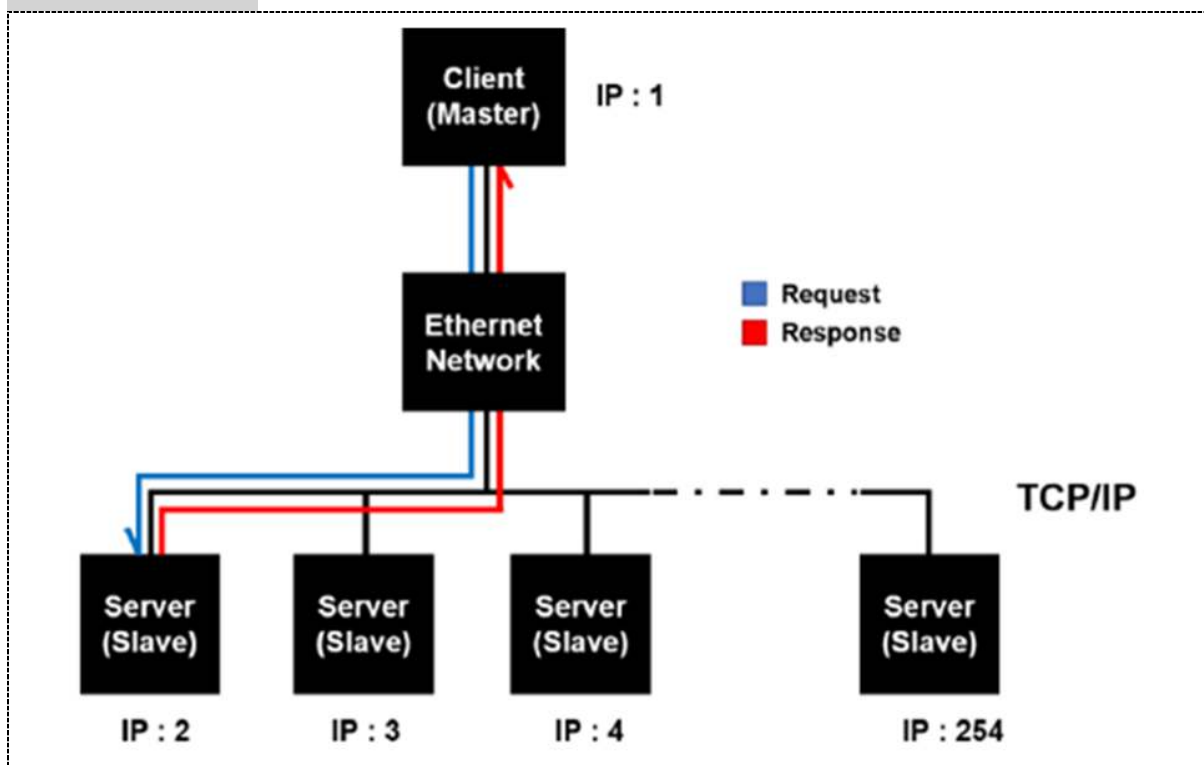 Client
(Master)
IP : 1
Ethernet
Network
Request
Response
TCP/IP
Server
(Slave)
Server
(Slave)
Server
(Slave)
Server
(Slave)
IP : 2
IP : 3
IP : 4
IP : 254